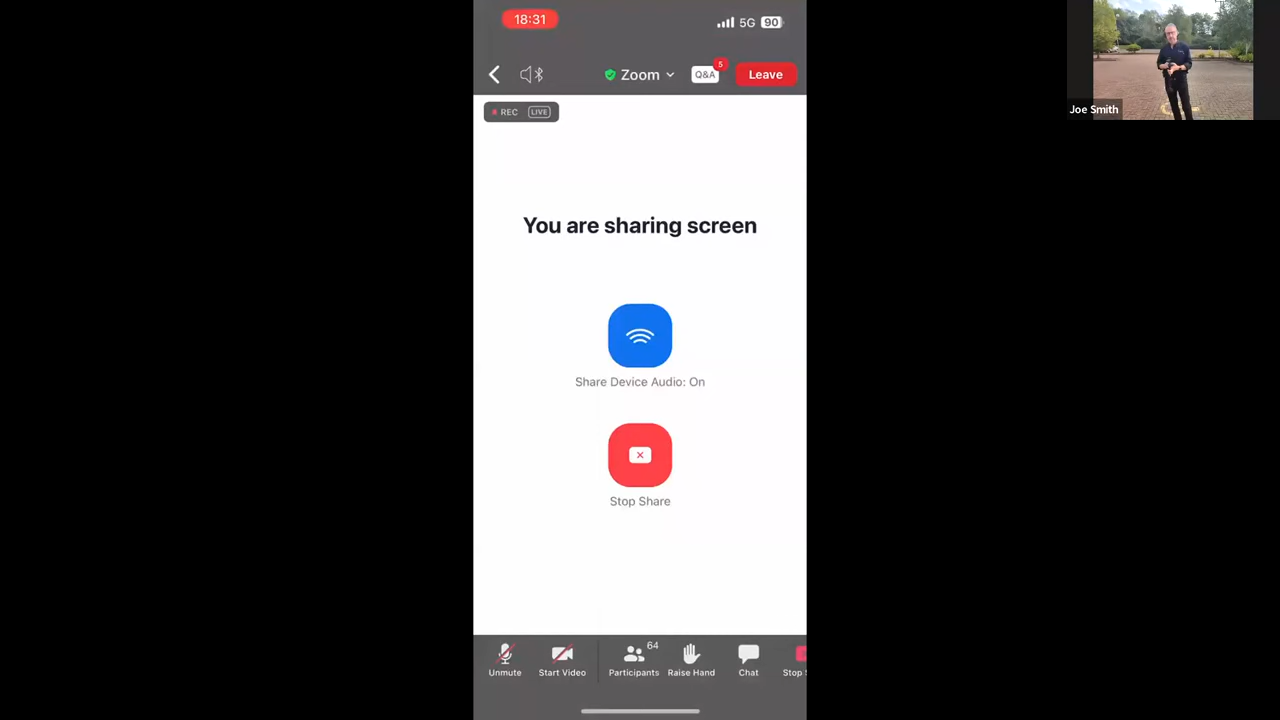 18:31
5G 90
Zoom
Q&A
5
Leave
REC LIVE
Joe Smith
You are sharing screen
Share Device Audio: On
Stop Share
64
Unmute
Start Video
Participants
Raise Hand
Chat
Stop